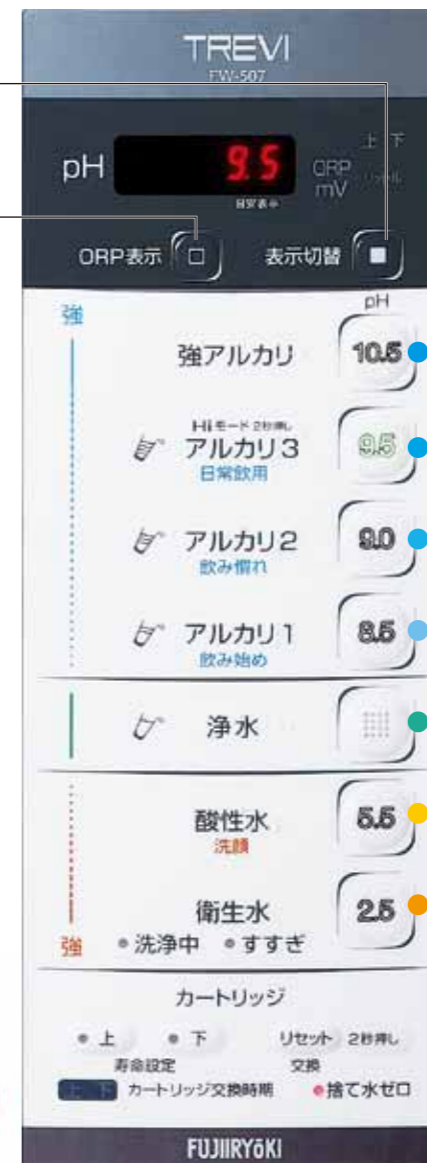 TREVI
FW-507
上 下
pH 9.5 ORP
mV
目安表示
ORP表示 表示切替
pH
強
強アルカリ 10.5
Hiモード 2秒押し
アルカリ3 9.5
日常飲用
アルカリ2 9.0
飲み慣れ
アルカリ1 8.5
飲み始め
浄水
酸性水 5.5
洗顔
衛生水 2.5
強 洗浄中 すすぎ
カートリッジ
上 下 リセット 2秒押し
寿命設定 交換
上 下 カートリッジ交換時期 捨て水ゼロ
FUJIIRYōKI